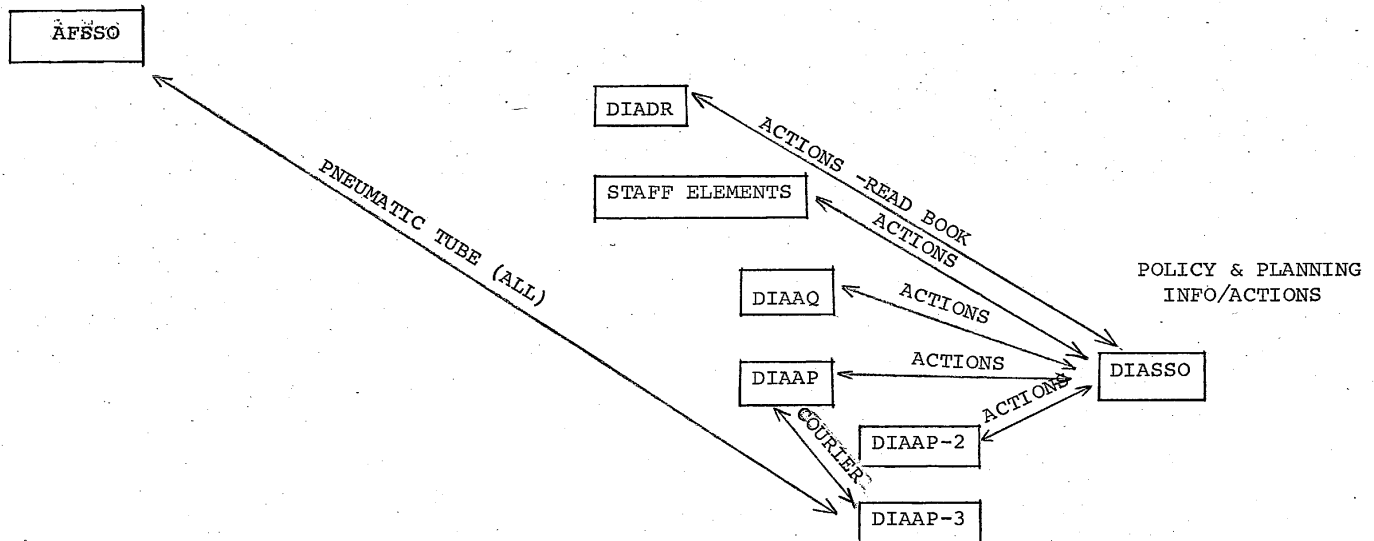 AFSSO
DIADR
ACTIONS -READ BOOK
STAFF ELEMENTS
ACTIONS
PNEUMATIC TUBE (ALL)
POLICY & PLANNING
INFO/ACTIONS
DIAAQ
ACTIONS
DIAAP
ACTIONS
DIASSO
ACTIONS
COURIER
DIAAP-2
DIAAP-3